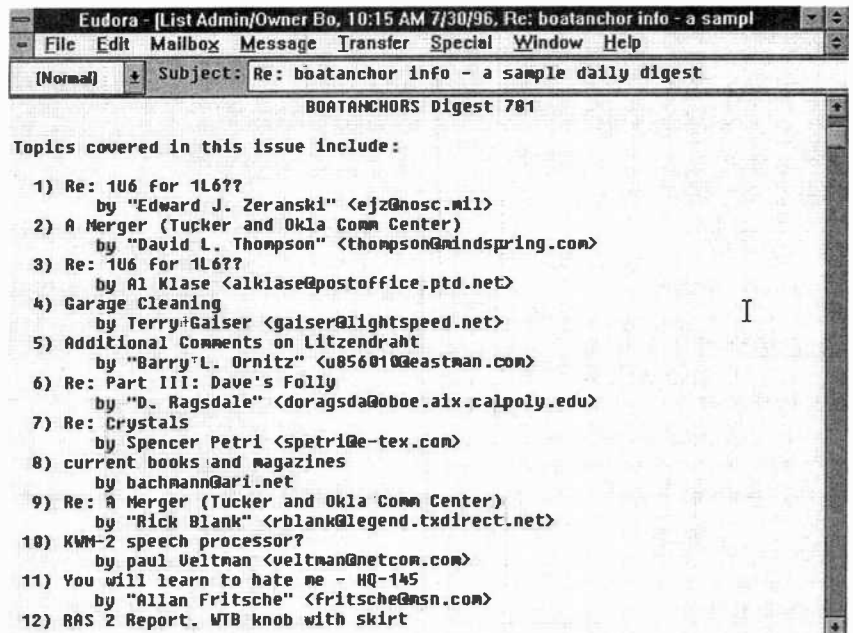 Eudora - [List Admin/Owner Bo, 10:15 AM 7/30/96, Re: boatanchor info - a sampl
File Edit Mailbox Message Transfer Special Window Help
(Normal) Subject: Re: boatanchor info - a sample daily digest
BOATANCHORS Digest 701
Topics covered in this issue include:
1) Re: 1U6 for 1L6??
by "Edward J. Zeranski" <ejz@nosc.mil>
2) A Merger (Tucker and Okla Comm Center)
by "David L. Thompson" <thompson@mindspring.com>
3) Re: 1U6 for 1L6??
by Al Klase <alklase@postoffice.ptd.net>
4) Garage Cleaning
by Terry Gaiser <gaiser@lightspeed.net>
5) Additional Comments on Litzendraht
by "Barry L. Ornitz" <u856010@eastman.com>
6) Re: Part III: Dave's Folly
by "D. Ragsdale" <doragsda@oboe.aix.calpoly.edu>
7) Re: Crystals
by Spencer Petri <spetri@e-tex.com>
8) current books and magazines
by bachmann@ari.net
9) Re: A Merger (Tucker and Okla Comm Center)
by "Rick Blank" <rblank@legend.txdirect.net>
10) KWM-2 speech processor?
by paul Veltman <veltman@netcom.com>
11) You will learn to hate me - HQ-145
by "Allan Fritsche" <fritsche@msn.com>
12) RAS 2 Report. WTB knob with skirt